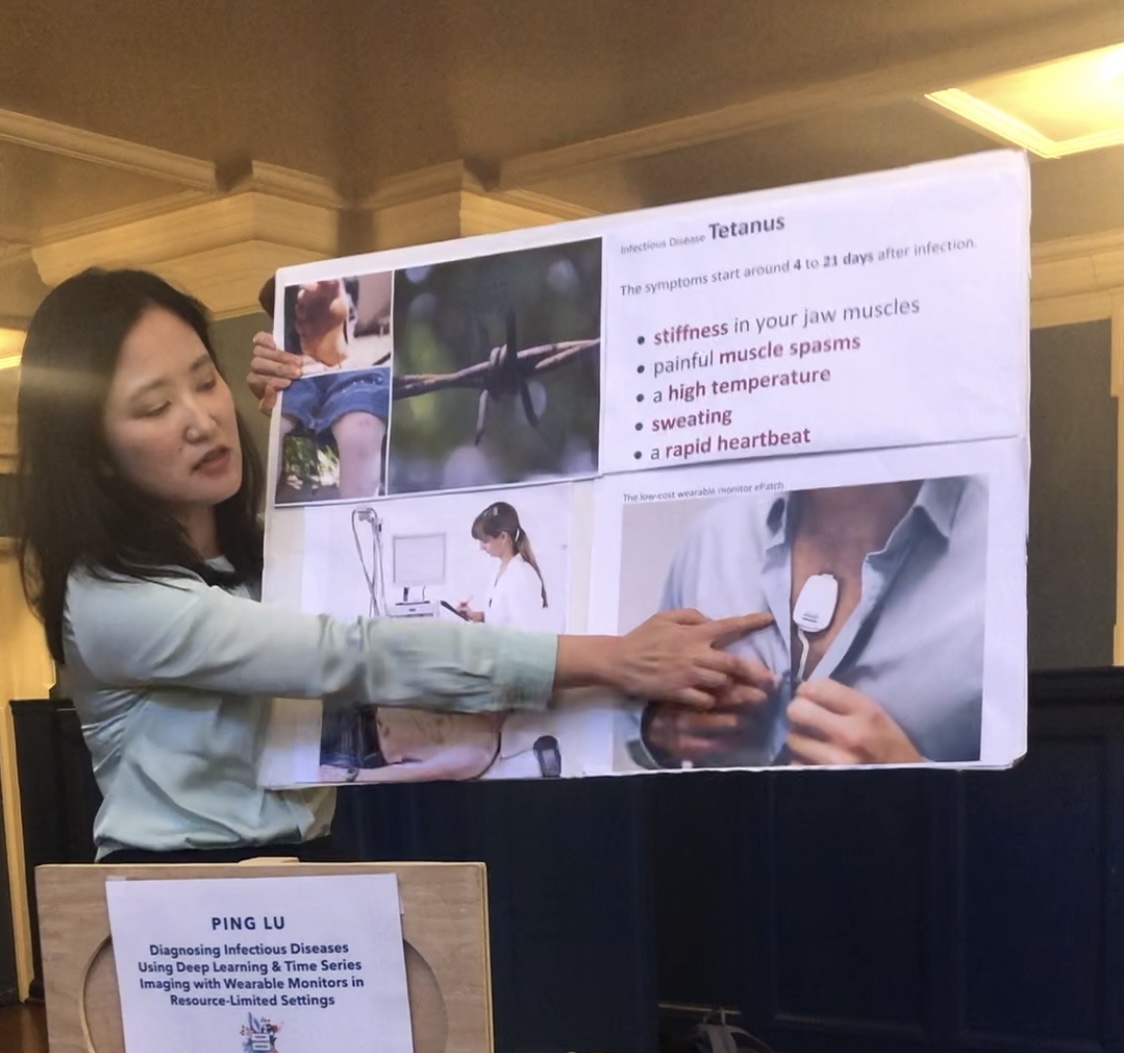 Infectious Disease Tetanus
The symptoms start around 4 to 21 days after infection.
• stiffness in your jaw muscles
• painful muscle spasms
• a high temperature
• sweating
• a rapid heartbeat
The low-cost wearable monitor ePatch
PING LU
Diagnosing Infectious Diseases
Using Deep Learning & Time Series
Imaging with Wearable Monitors in
Resource-Limited Settings